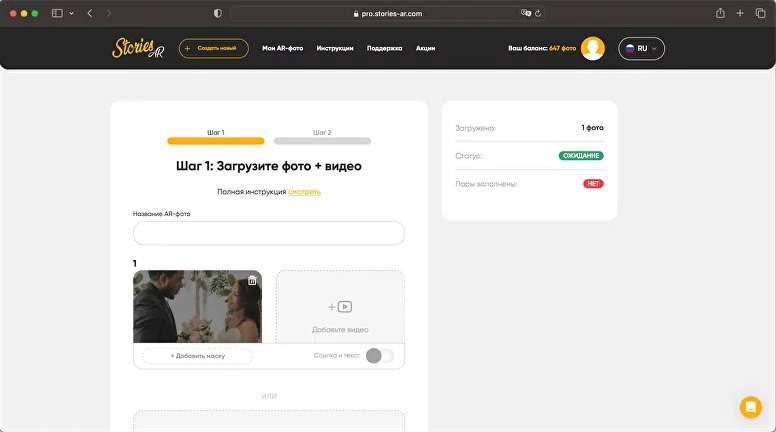 pro.stories-ar.com
Stories AR
+ Создать новый
Мои AR-фото
Инструкции
Поддержка
Акции
Ваш баланс: 647 фото
RU
Шаг 1
Шаг 2
Шаг 1: Загрузите фото + видео
Полная инструкция смотреть
Название AR-фото
1
+ Добавить маску
Добавьте видео
Ссылка и текст
ИЛИ
Загружено:
1 фото
Статус:
ОЖИДАНИЕ
Пары заполнены:
НЕТ